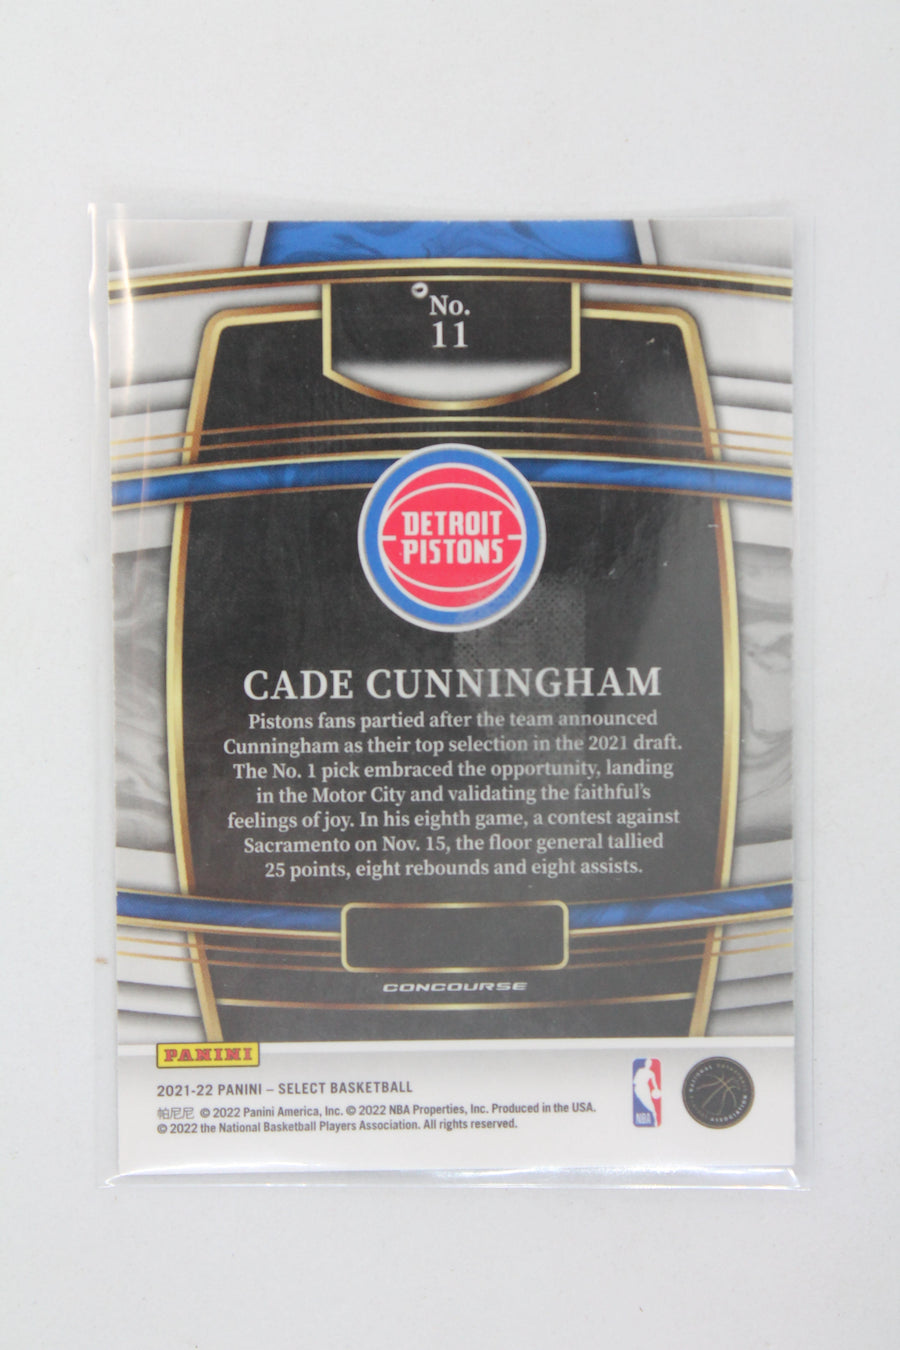 No.
11
DETROIT
PISTONS
CADE CUNNINGHAM
Pistons fans partied after the team announced
Cunningham as their top selection in the 2021 draft.
The No. 1 pick embraced the opportunity, landing
in the Motor City and validating the faithful's
feelings of joy. In his eighth game, a contest against
Sacramento on Nov. 15, the floor general tallied
25 points, eight rebounds and eight assists.
CONCOURSE
PANINI
2021-22 PANINI – SELECT BASKETBALL
帕尼尼 © 2022 Panini America, Inc. © 2022 NBA Properties, Inc. Produced in the USA.
© 2022 the National Basketball Players Association. All rights reserved.
NBA
NATIONAL BASKETBALL
ASSOCIATION